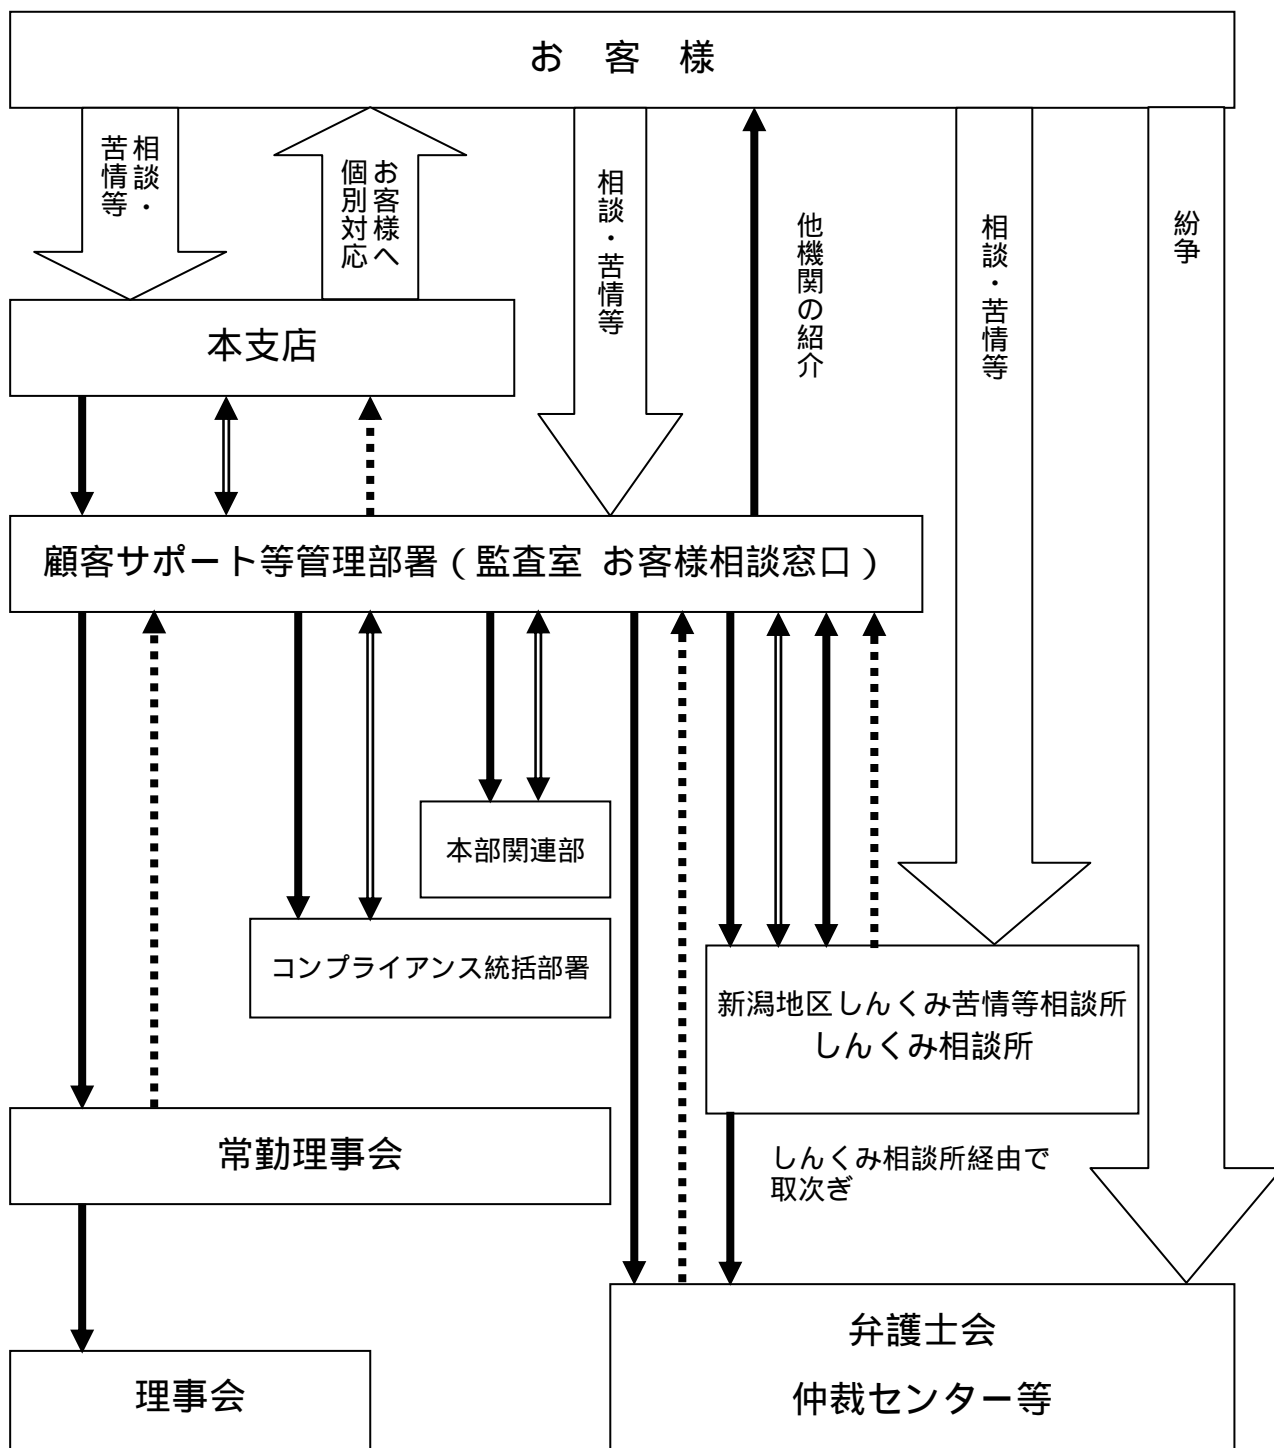 お 客 様
相談・
苦情等
お客様へ
個別対応
相談・苦情等
他機関の紹介
相談・苦情等
紛争
本支店
顧客サポート等管理部署(監査室 お客様相談窓口)
本部関連部
コンプライアンス統括部署
新潟地区しんくみ苦情等相談所
しんくみ相談所
常勤理事会
しんくみ相談所経由で
取次ぎ
弁護士会
仲裁センター等
理事会